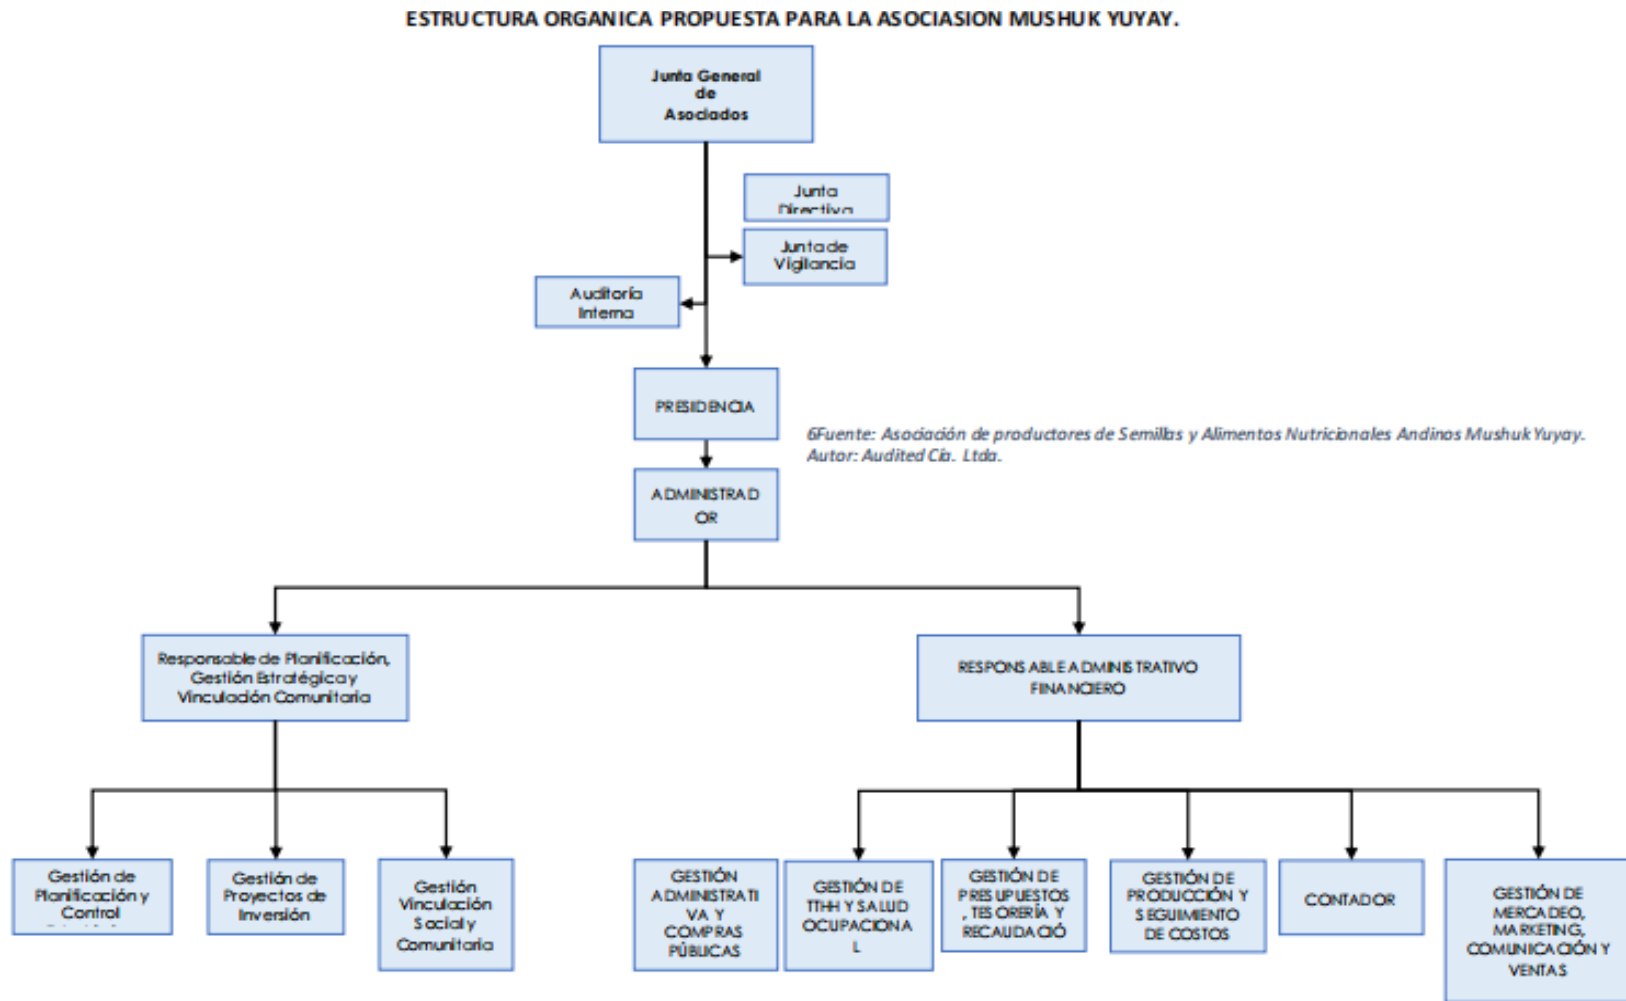 ESTRUCTURA ORGANICA PROPUESTA PARA LA ASOCIASION MUSHUK YUYAY.
Junta General
de
Asociados
Junta
Directiva
Junta de
Vigilancia
Auditoría
Interna
PRESIDENCIA
6Fuente: Asociación de productores de Semillas y Alimentos Nutricionales Andinos Mushuk Yuyay.
Autor: Audited Cía. Ltda.
ADMINISTRAD
OR
Responsable de Planificación,
Gestión Estratégica y
Vinculación Comunitaria
RESPONSABLE ADMINISTRATIVO
FINANCIERO
Gestión de
Planificación y
Control
Gestión de
Proyectos de
Inversión
Gestión
Vinculación
Social y
Comunitaria
GESTIÓN
ADMINISTRATI
VA Y
COMPRAS
PÚBLICAS
GESTIÓN DE
TTHH Y SALUD
OCUPACIONA
L
GESTIÓN DE
PRESUPUESTOS
, TESORERÍA Y
RECAUDACIÓ
GESTIÓN DE
PRODUCCIÓN Y
SEGUIMIENTO
DE COSTOS
CONTADOR
GESTIÓN DE
MERCADEO,
MARKETING,
COMUNICACIÓN Y
VENTAS